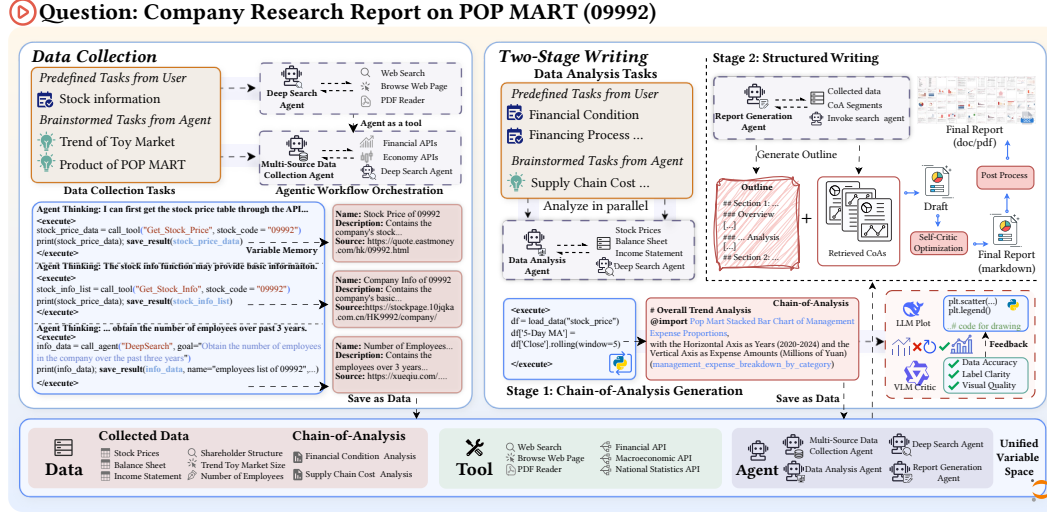 Question: Company Research Report on POP MART (09992)
Data Collection
Predefined Tasks from User
Stock information
Brainstormed Tasks from Agent
Trend of Toy Market
Product of POP MART
Data Collection Tasks
Deep Search
Agent
Web Search
Browse Web Page
PDF Reader
Agent as a tool
Multi-Source Data
Collection Agent
Financial APIs
Economy APIs
Deep Search Agent
Agentic Workflow Orchestration
Agent Thinking: I can first get the stock price table through the API...
<execute>
stock_price_data = call_tool("Get_Stock_Price", stock_code = "09992")
print(stock_price_data); save_result(stock_price_data)
</execute>
Variable Memory
Agent Thinking: The stock info function may provide basic informaiton.
<execute>
stock_info_list = call_tool("Get_Stock_Info", stock_code = "09992")
print(stock_price_data); save_result(stock_info_list)
</execute>
Agent Thinking: ... obtain the number of employees over past 3 years.
<execute>
info_data = call_agent("DeepSearch", goal="Obtain the number of employees
in the company over the past three years")
print(info_data); save_result(info_data, name="employees list of 09992",...)
</execute>
Name: Stock Price of 09992
Description: Contains the
company's stock...
Source: https://quote.eastmoney
.com/hk/09992.html
Name: Company Info of 09992
Description: Contains the
company's basic...
Source:https://stockpage.10jqka
.com.cn/HK9992/company/
Name: Number of Employees...
Description: Contains the
employees over 3 years...
Source: https://xueqiu.com/....
Save as Data
Two-Stage Writing
Data Analysis Tasks
Predefined Tasks from User
Financial Condition
Financing Process ...
Brainstormed Tasks from Agent
Supply Chain Cost ...
Analyze in parallel
Data Analysis
Agent
Stock Prices
Balance Sheet
Income Statement
Deep Search Agent
Stage 2: Structured Writing
Report Generation
Agent
Collected data
CoA Segments
Invoke search agent
Generate Outline
Outline
## Section 1: ...
### Overview
[...]
### ... Analysis
[...]
## Section 2: ...
+
Retrieved CoAs
Draft
Self-Critic
Optimization
Final Report
(markdown)
Post Process
Final Report
(doc/pdf)
<execute>
df = load_data("stock_price")
df['5-Day MA'] =
df['Close'].rolling(window=5)
</execute>
Chain-of-Analysis
# Overall Trend Analysis
@import Pop Mart Stacked Bar Chart of Management
Expense Proportions,
with the Horizontal Axis as Years (2020-2024) and the
Vertical Axis as Expense Amounts (Millions of Yuan)
(management_expense_breakdown_by_category)
LLM Plot
plt.scatter(...)
plt.legend()
# code for drawing
Feedback
VLM Critic
Data Accuracy
Label Clarity
Visual Quality
Stage 1: Chain-of-Analysis Generation
Save as Data
Data
Collected Data
Stock Prices
Balance Sheet
Income Statement
Shareholder Structure
Trend Toy Market Size
Number of Employees
Chain-of-Analysis
Financial Condition Analysis
Supply Chain Cost Analysis
Tool
Web Search
Browse Web Page
PDF Reader
Financial API
Macroeconomic API
National Statistics API
Agent
Multi-Source Data
Collection Agent
Data Analysis Agent
Deep Search Agent
Report Generation
Agent
Unified
Variable
Space